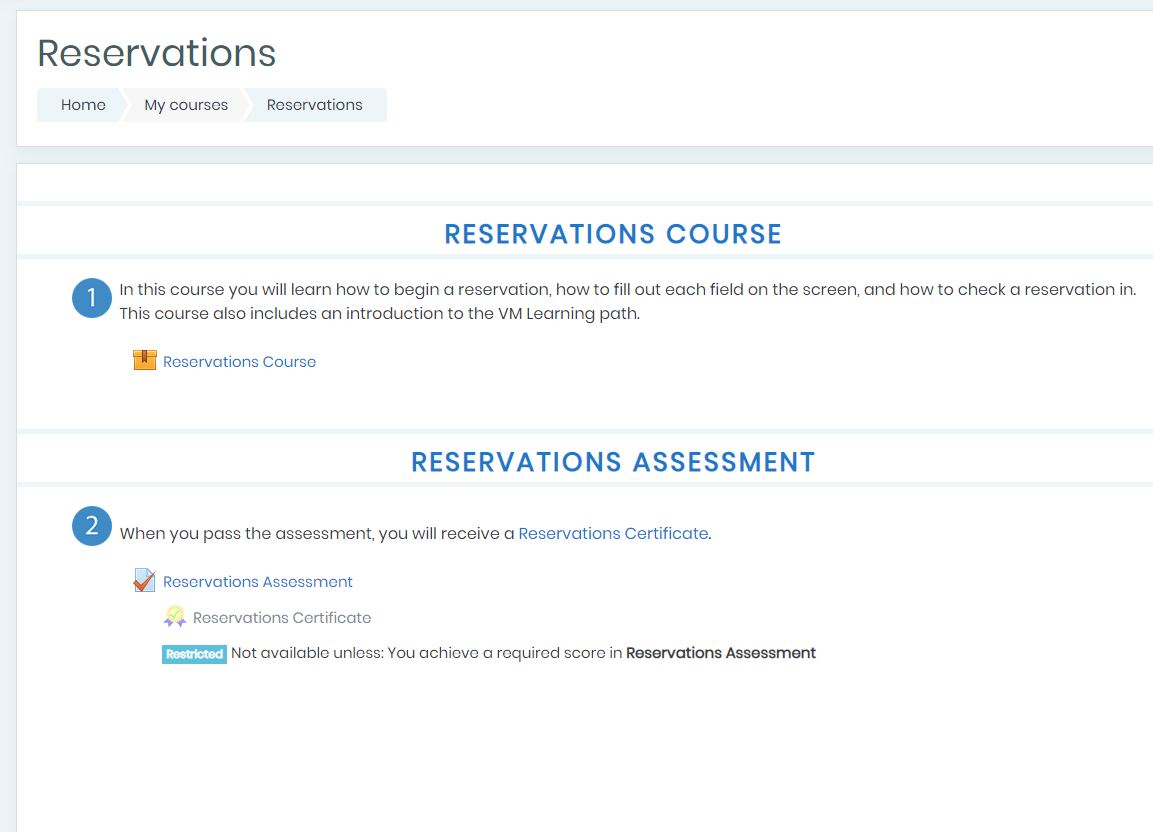 Reservations
Home
My courses
Reservations
RESERVATIONS COURSE
1
In this course you will learn how to begin a reservation, how to fill out each field on the screen, and how to check a reservation in.
This course also includes an introduction to the VM Learning path.
Reservations Course
RESERVATIONS ASSESSMENT
2
When you pass the assessment, you will receive a Reservations Certificate.
Reservations Assessment
Reservations Certificate
Restricted Not available unless: You achieve a required score in Reservations Assessment